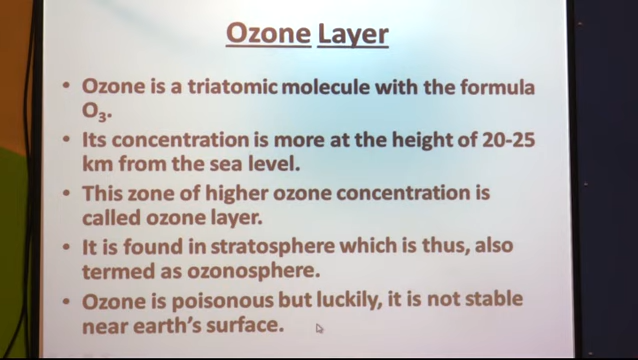 Ozone Layer
• Ozone is a triatomic molecule with the formula
O₃.
• Its concentration is more at the height of 20-25
km from the sea level.
• This zone of higher ozone concentration is
called ozone layer.
• It is found in stratosphere which is thus, also
termed as ozonosphere.
• Ozone is poisonous but luckily, it is not stable
near earth's surface.